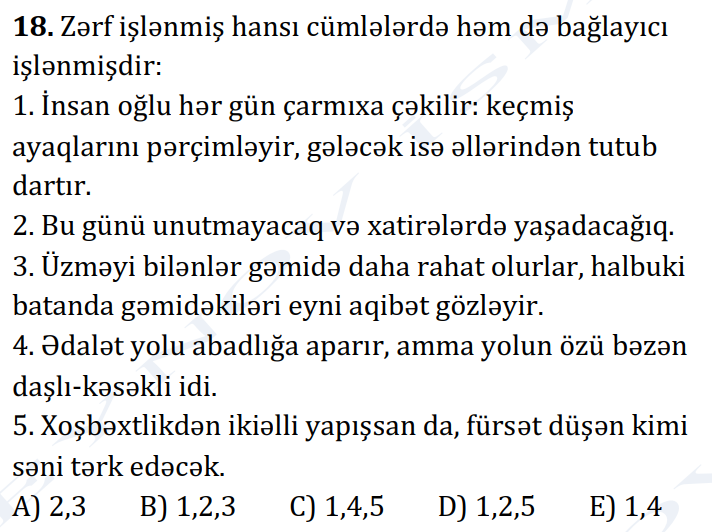 18. Zərf işlənmiş hansı cümlələrdə həm də bağlayıcı
işlənmişdir:
1. İnsan oğlu hər gün çarmıxa çəkilir: keçmiş
ayaqlarını pərçimləyir, gələcək isə əllərindən tutub
dartır.
2. Bu günü unutmayacaq və xatirələrdə yaşadacağıq.
3. Üzməyi bilənlər gəmidə daha rahat olurlar, halbuki
batanda gəmidəkiləri eyni aqibət gözləyir.
4. Ədalət yolu abadlığa aparır, amma yolun özü bəzən
daşlı-kəsəkli idi.
5. Xoşbəxtlikdən ikiəlli yapışsan da, fürsət düşən kimi
səni tərk edəcək.
A) 2,3 B) 1,2,3 C) 1,4,5 D) 1,2,5 E) 1,4